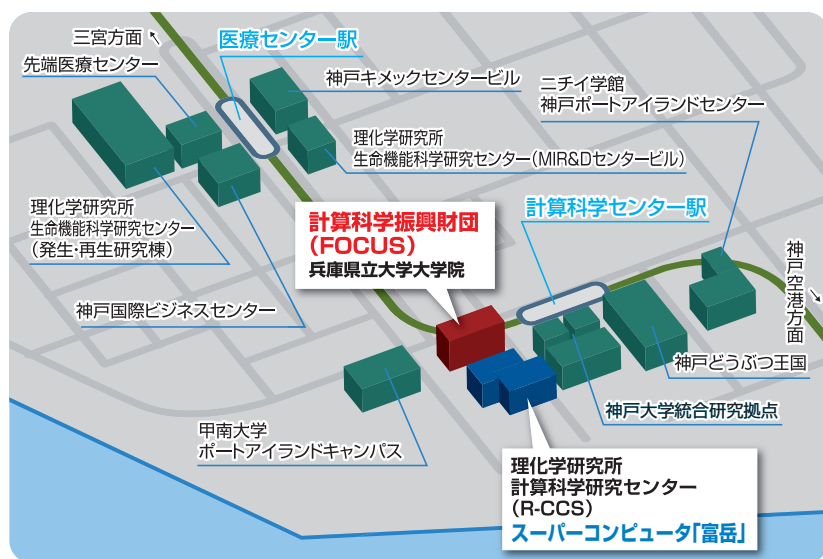 三宮方面
医療センター駅
先端医療センター
神戸キメックセンタービル
ニチイ学館
神戸ポートアイランドセンター
理化学研究所
生命機能科学研究センター(MIR&Dセンタービル)
理化学研究所
生命機能科学研究センター
(発生・再生研究棟)
計算科学振興財団
(FOCUS)
兵庫県立大学大学院
計算科学センター駅
神戸空港方面
神戸国際ビジネスセンター
神戸どうぶつ王国
神戸大学統合研究拠点
甲南大学
ポートアイランドキャンパス
理化学研究所
計算科学研究センター
(R-CCS)
スーパーコンピュータ「富岳」